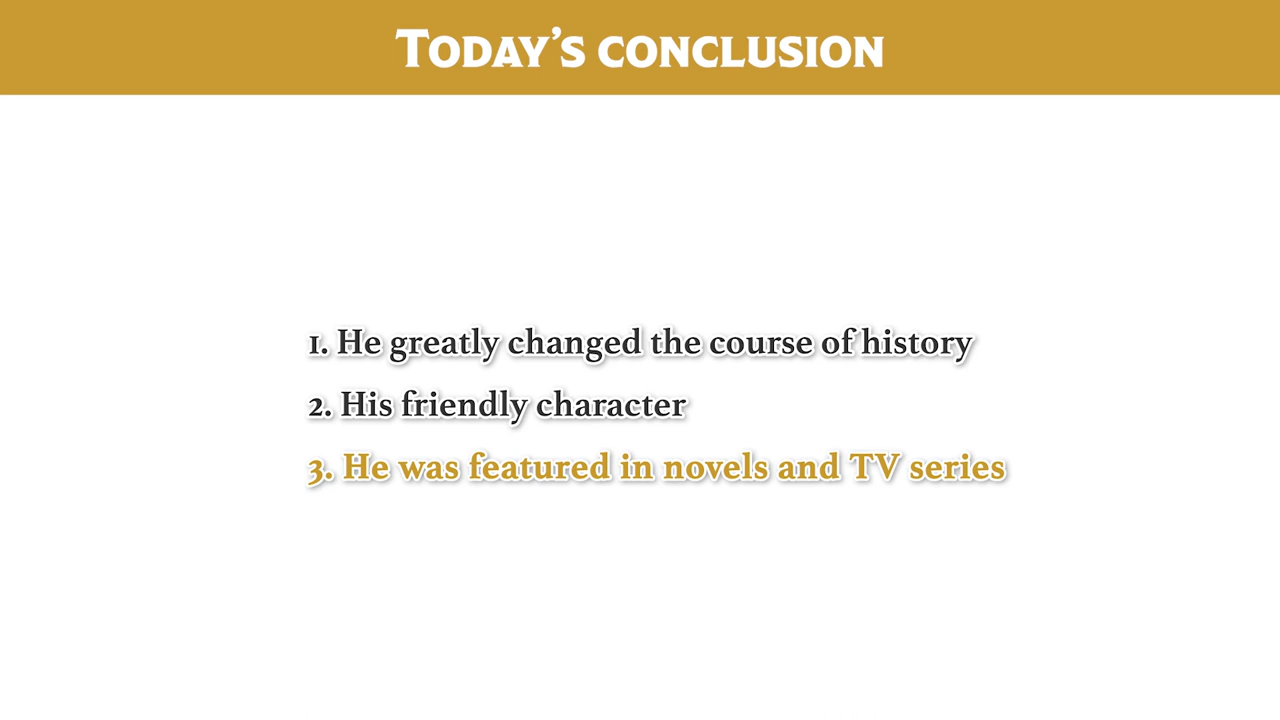 Today's conclusion
1. He greatly changed the course of history
2. His friendly character
3. He was featured in novels and TV series